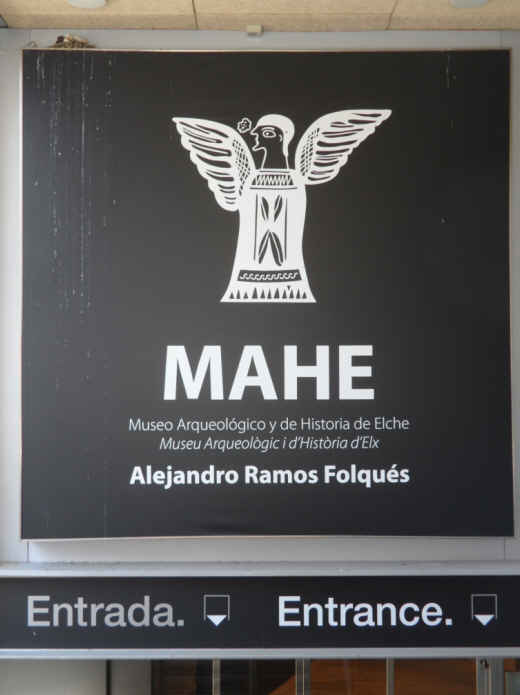 MAHE
Museo Arqueológico y de Historia de Elche
Museu Arqueològic i d'Història d'Elx
Alejandro Ramos Folqués
Entrada. Entrance.